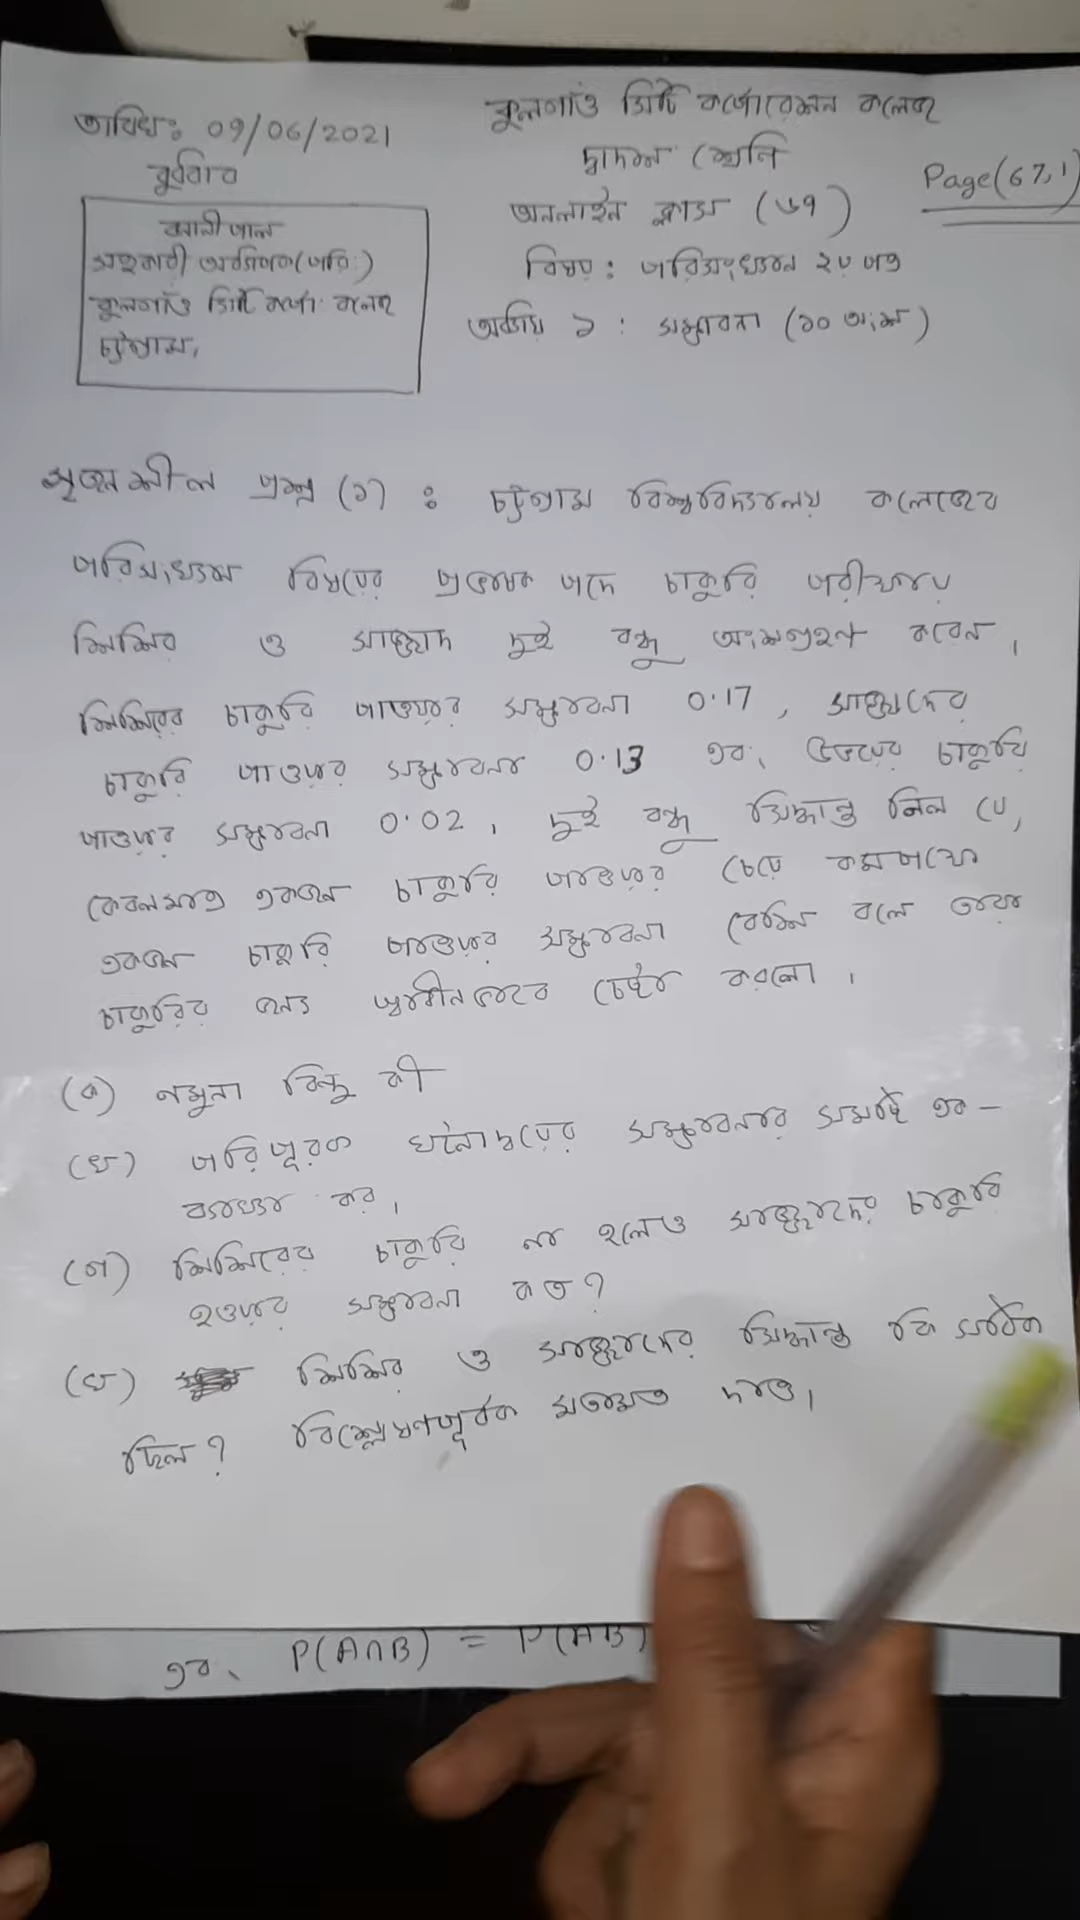 তারিখঃ 09/06/2021
বুধবার
কুলগাঁও সিটি কর্পোরেশন কলেজ
দ্বাদশ শ্রেনি
Page(67,1)
অনলাইন ক্লাস (৬৭)
বিষয় : পরিসংখ্যান ২য় পত্র
অধ্যায় ১ : সম্ভাবনা (১০ অংশ)
পাল
সহকারী অধ্যাপক(পরিঃ)
কুলগাঁও সিটি কর্পো: কলেজ
চট্টগ্রাম,
সৃজনশীল প্রশ্ন (১) : চট্টগ্রাম বিশ্ববিদ্যালয় কলেজের
পরিসংখ্যান বিষয়ের প্রভাষক পদে চাকুরি পরীক্ষায়
শিশির ও সাজ্জাদ দুই বন্ধু অংশগ্রহণ করেন,
শিশিরের চাকুরি পাওয়ার সম্ভাবনা 0.17, সাজ্জাদের
চাকুরি পাওয়ার সম্ভাবনা 0.13 এবং উভয়ের চাকুরি
পাওয়ার সম্ভাবনা 0.02, দুই বন্ধু সিদ্ধান্ত নিল যে,
কেবলমাত্র একজন চাকুরি পাওয়ার চেয়ে কমপক্ষে
একজন চাকুরি পাওয়ার সম্ভাবনা বেশি বলে তারা
চাকুরির জন্য স্বাধীনভাবে চেষ্টা করলো।
(ক) নমুনা বিন্দু কী
(খ) পরিপূরক ঘটনাদ্বয়ের সম্ভাবনার সমষ্টি এক -
ব্যাখ্যা কর,
(গ) শিশিরের চাকুরি না হলেও সাজ্জাদের চাকুরি
হওয়ার সম্ভাবনা কত?
(ঘ) শিশির ও সাজ্জাদের সিদ্ধান্ত কি সঠিক
ছিল? বিশ্লেষণপূর্বক মতামত দাও,
এবং P(A∩B) = P(AB)